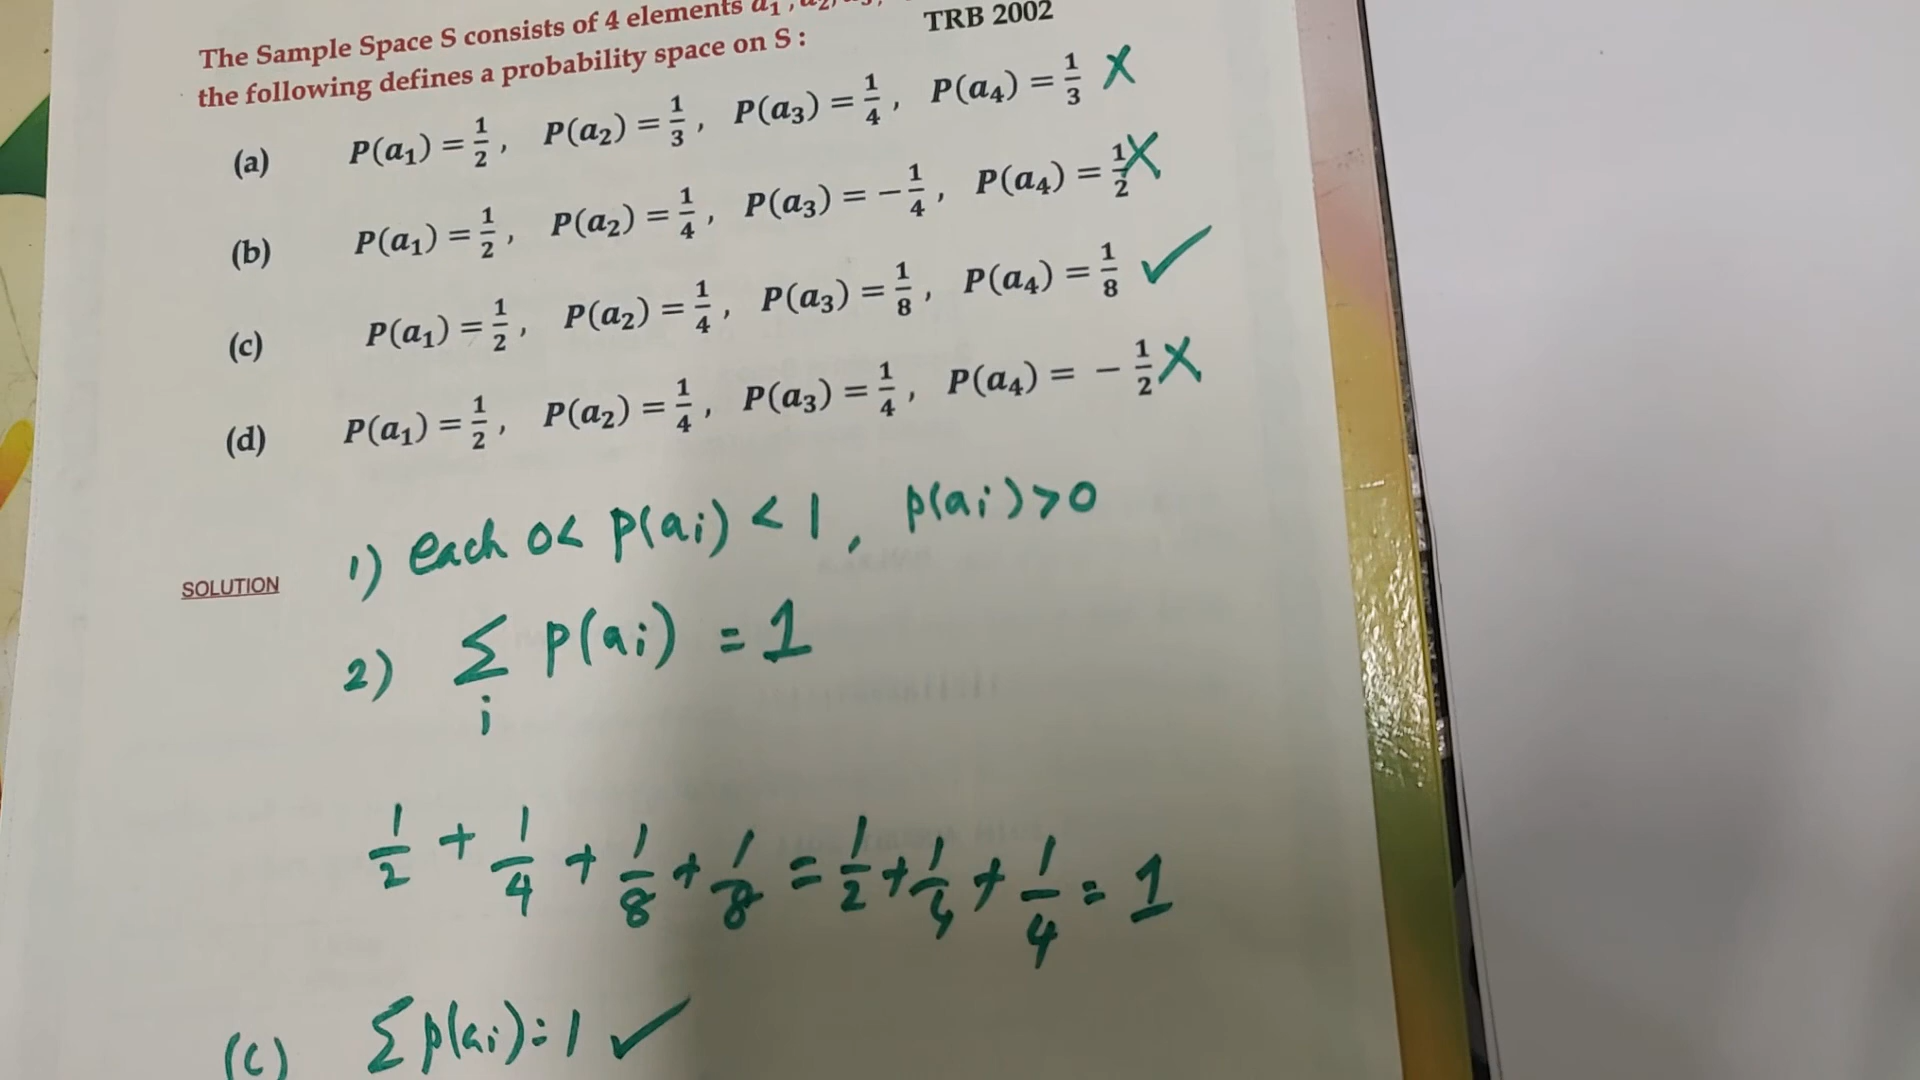 The Sample Space S consists of 4 elements a₁, a₂, a₃,
TRB 2002
the following defines a probability space on S :
(a) P(a₁) = 1/2 , P(a₂) = 1/3 , P(a₃) = 1/4 , P(a₄) = 1/3 ✗
(b) P(a₁) = 1/2 , P(a₂) = 1/4 , P(a₃) = − 1/4 , P(a₄) = 1/2 ✗
(c) P(a₁) = 1/2 , P(a₂) = 1/4 , P(a₃) = 1/8 , P(a₄) = 1/8 ✓
(d) P(a₁) = 1/2 , P(a₂) = 1/4 , P(a₃) = 1/4 , P(a₄) = − 1/2 ✗
1) each 0< p(ai) < 1 , p(ai) > 0
SOLUTION
2) Σ p(ai) = 1
i
1/2 + 1/4 + 1/8 + 1/8 = 1/2 + 1/4 + 1/4 = 1
(c) Σ p(ai) = 1 ✓